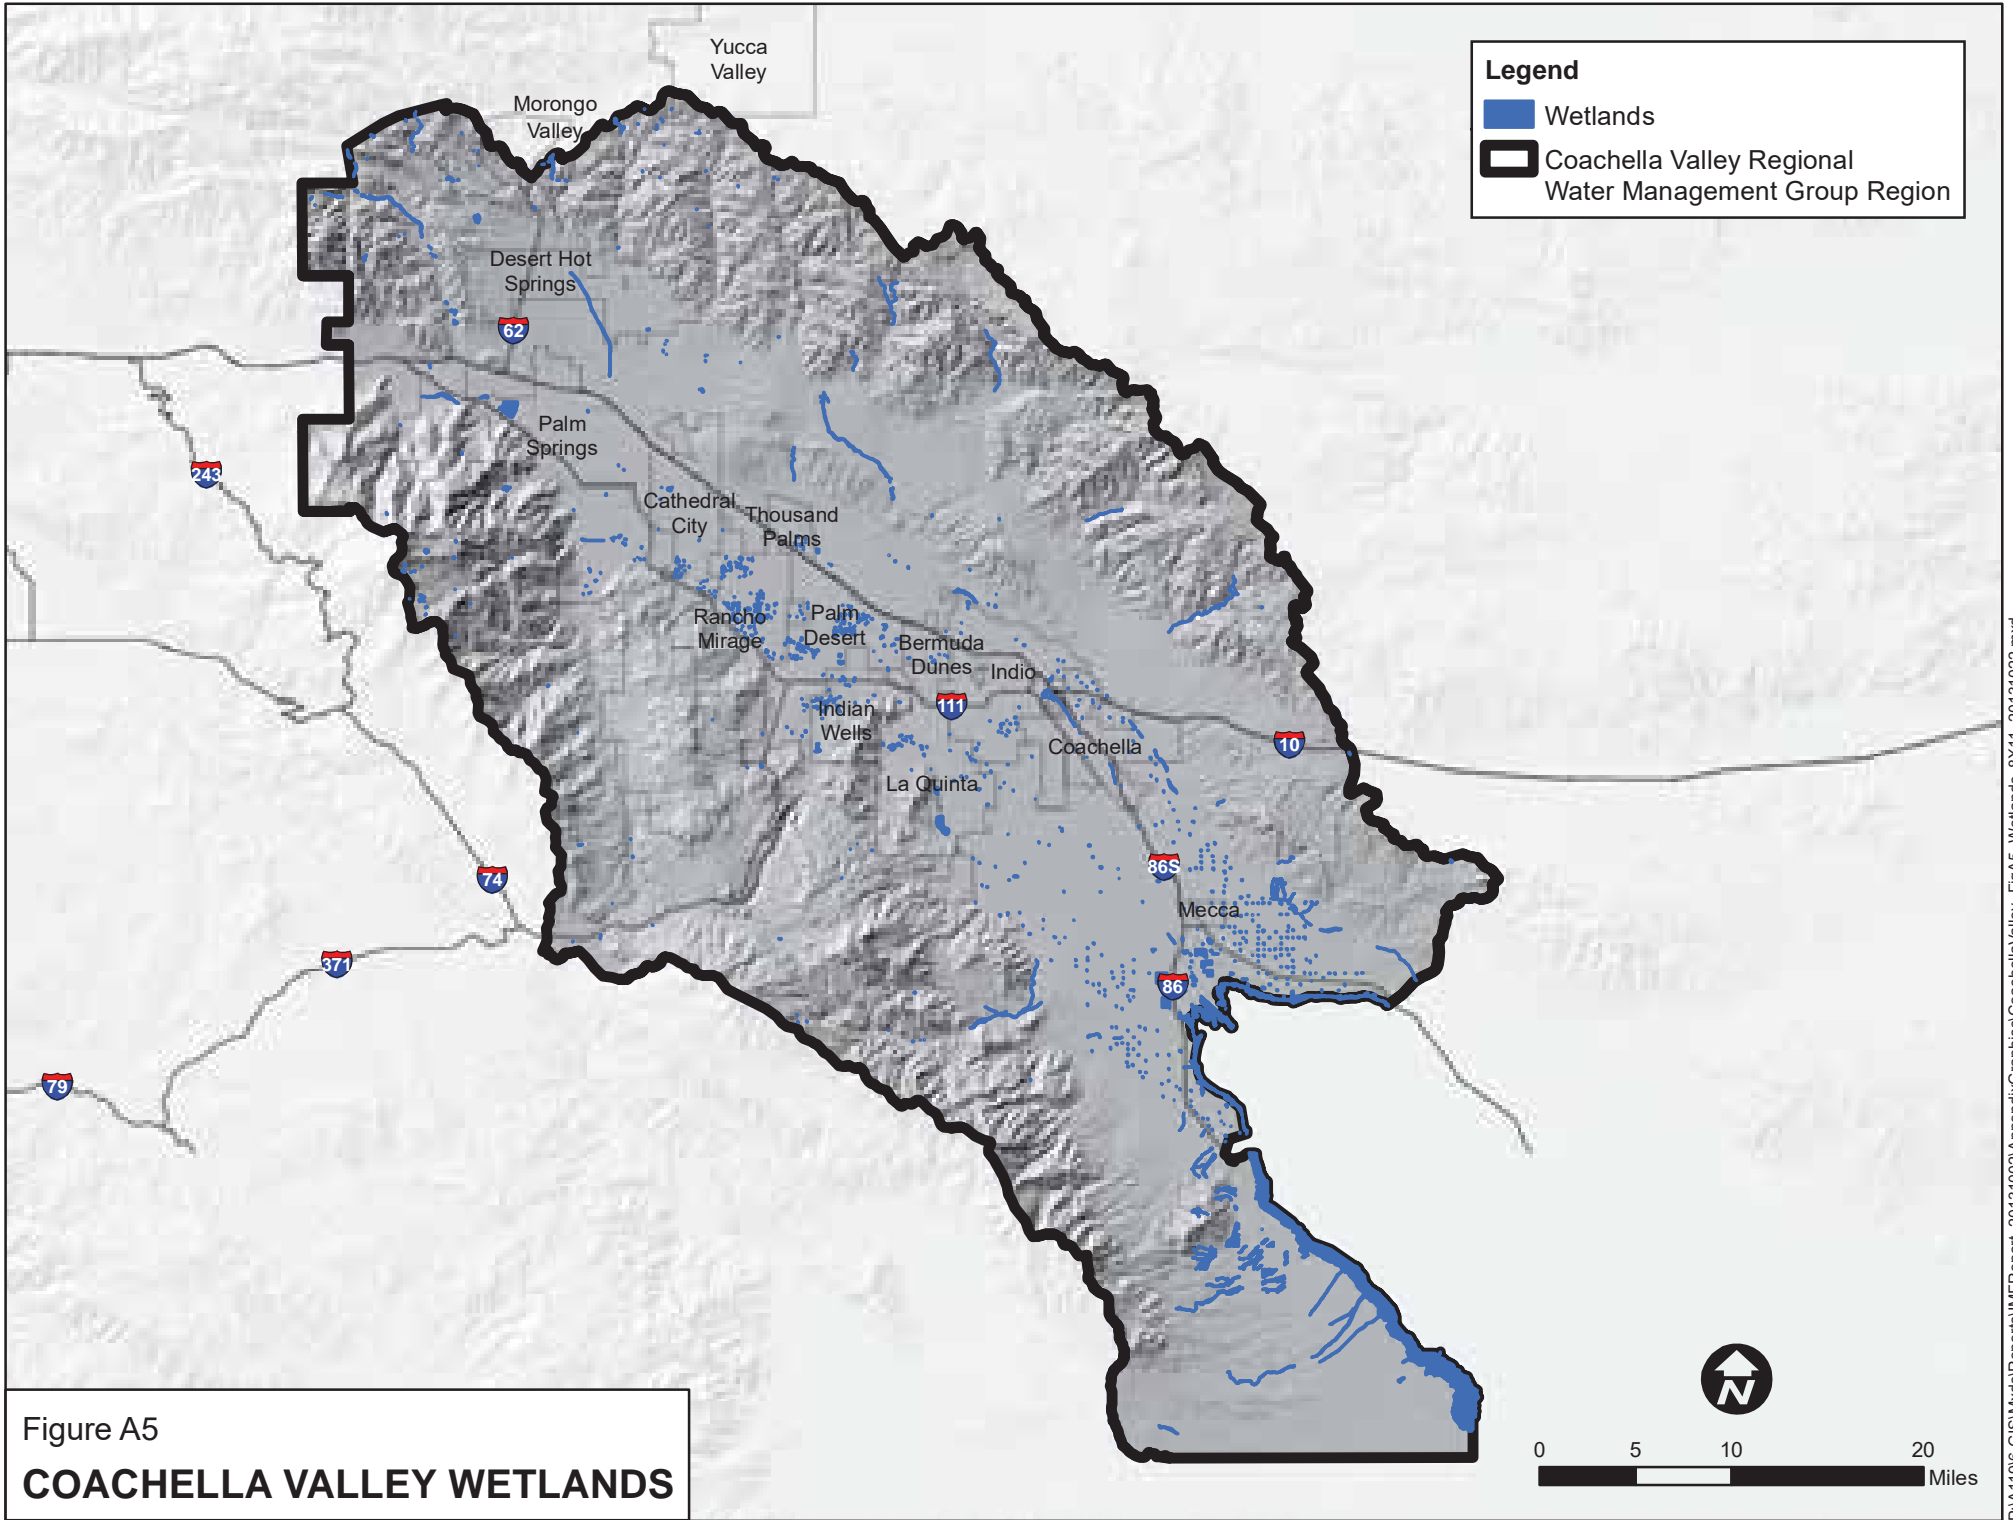 Yucca
Valley
Morongo
Valley
Legend
Wetlands
Coachella Valley Regional
Water Management Group Region
Desert Hot
Springs
62
Palm
Springs
243
Cathedral
City
Thousand
Palms
Rancho
Mirage
Palm
Desert
Bermuda
Dunes
Indio
111
Indian
Wells
10
Coachella
La Quinta
86S
74
Mecca
371
86
79
0 5 10 20
Miles
N
Figure A5
COACHELLA VALLEY WETLANDS